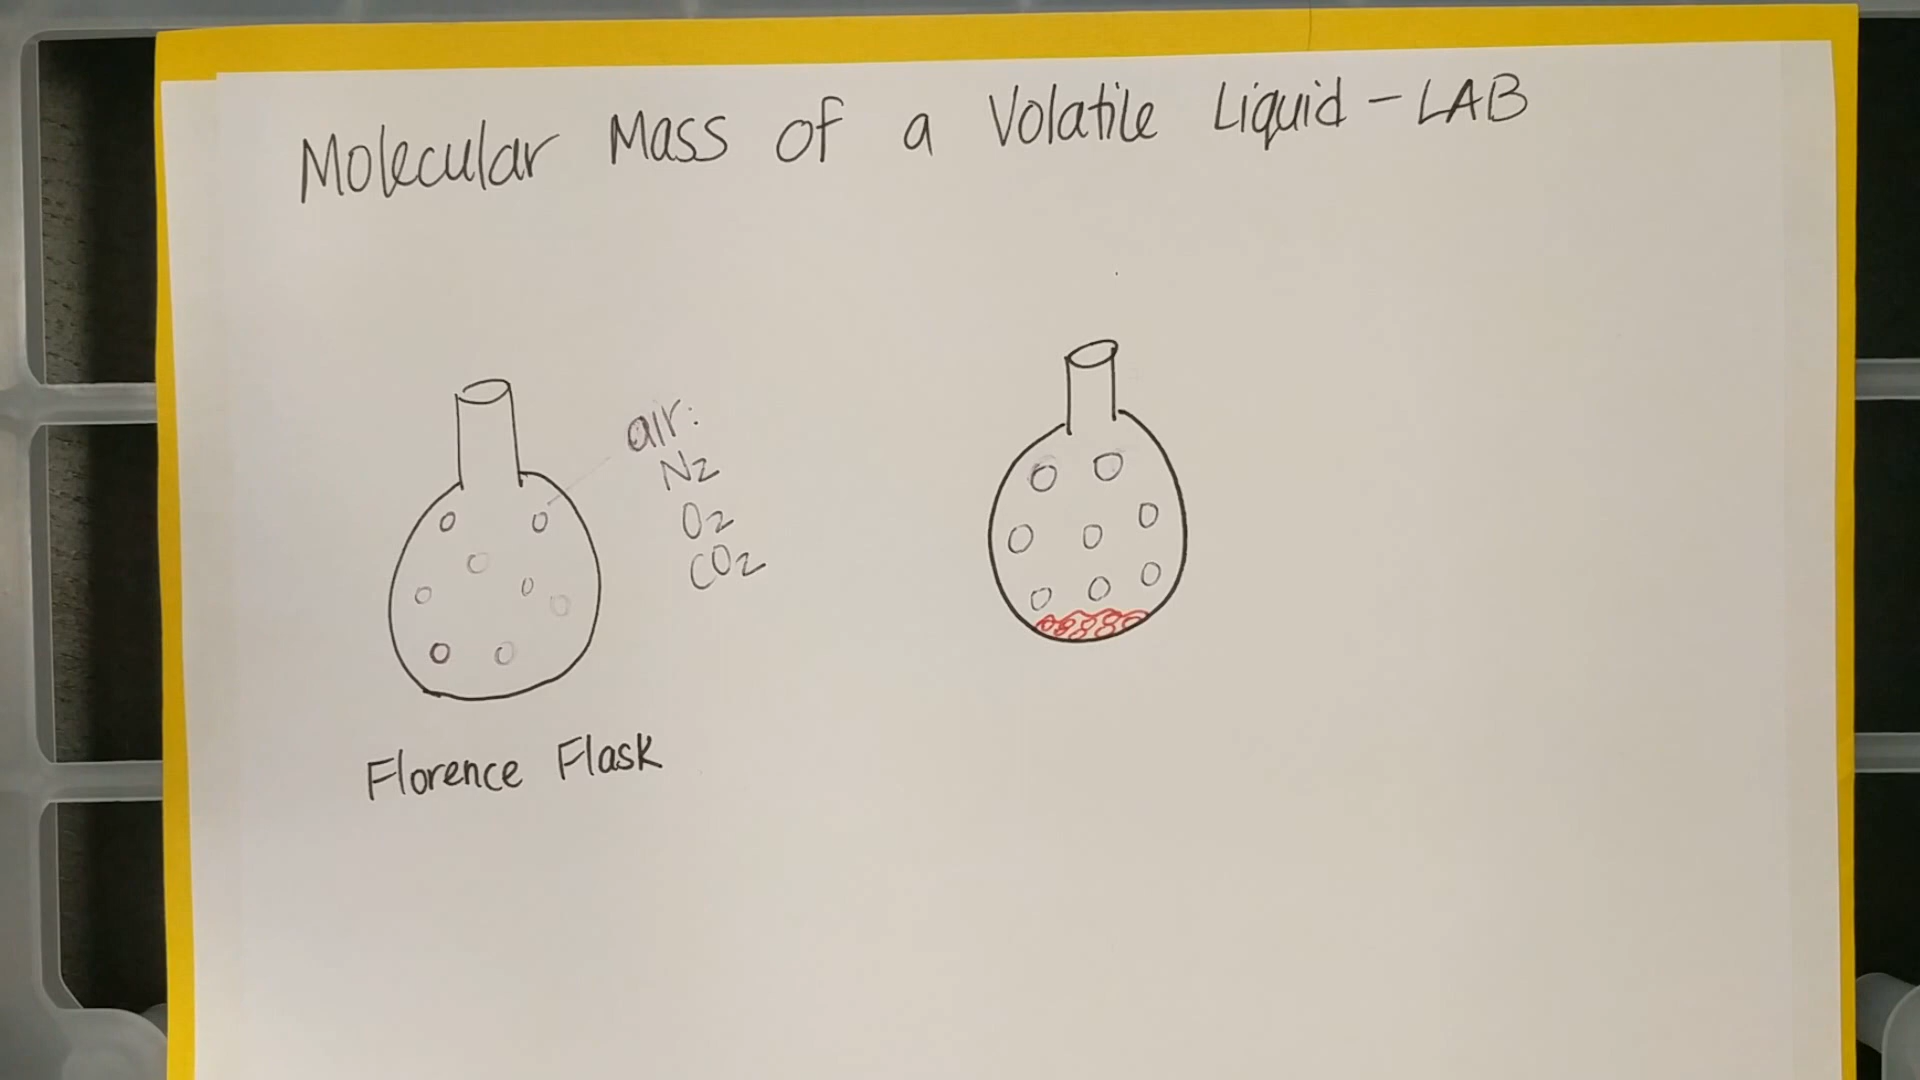 Molecular Mass of a Volatile Liquid - LAB
air:
N2
O2
CO2
Florence Flask